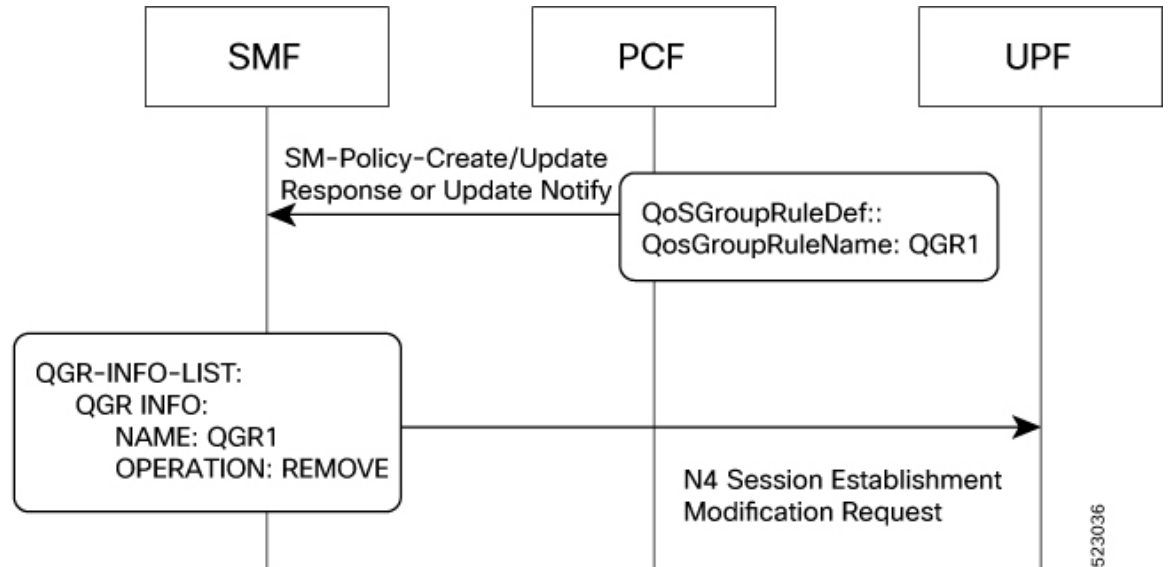 SMF
PCF
UPF
SM-Policy-Create/Update
Response or Update Notify
QoSGroupRuleDef::
QosGroupRuleName: QGR1
QGR-INFO-LIST:
QGR INFO:
NAME: QGR1
OPERATION: REMOVE
N4 Session Establishment
Modification Request
523036